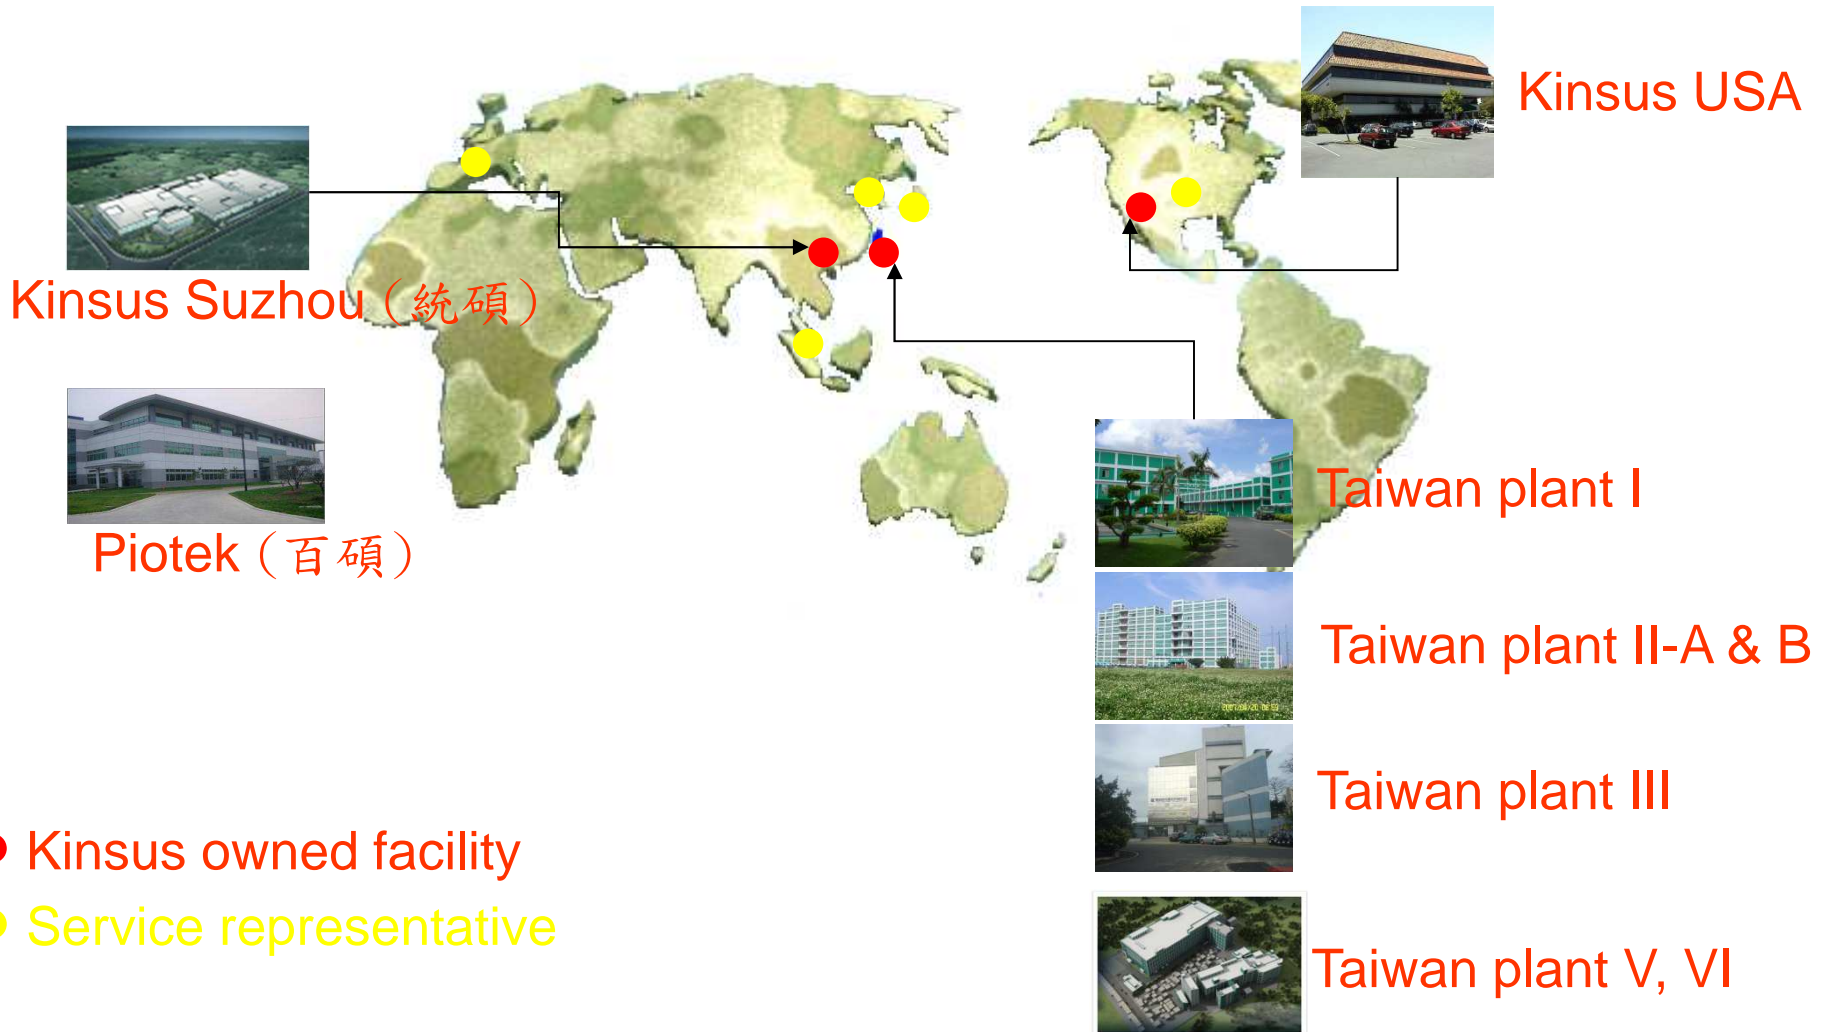 Kinsus USA
Kinsus Suzhou (統碩)
Piotek (百碩)
Taiwan plant I
Taiwan plant II-A & B
Taiwan plant III
Taiwan plant V, VI
Kinsus owned facility
Service representative